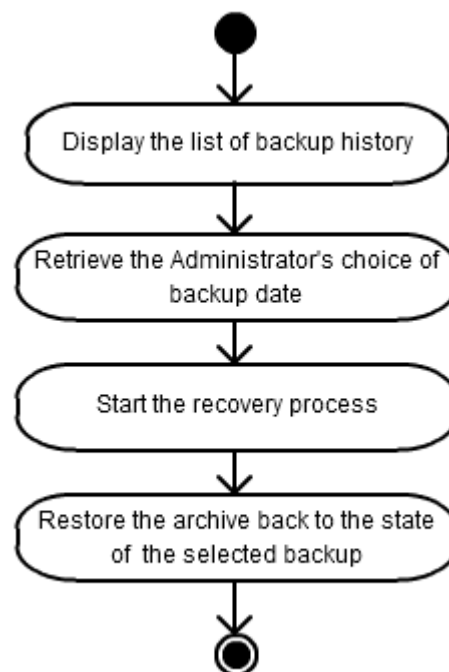 Display the list of backup history
Retrieve the Administrator's choice of
backup date
Start the recovery process
Restore the archive back to the state
of the selected backup